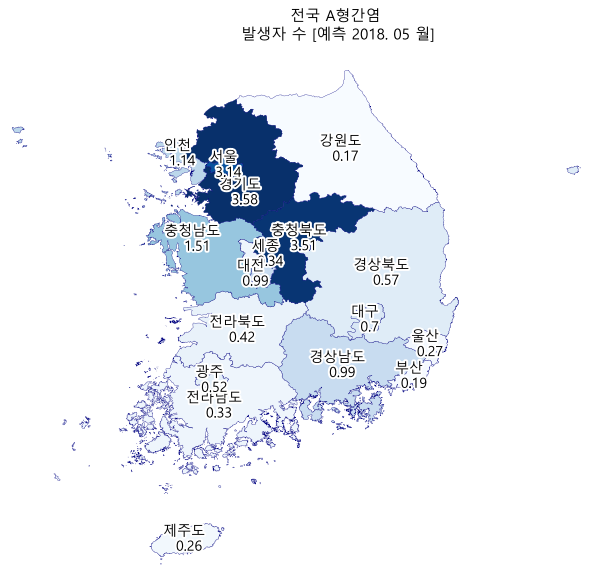 전국 A형간염
발생자 수 [예측 2018. 05 월]
강원도
0.17
인천
1.14
서울
3.14
경기도
3.58
충청남도
1.51
충청북도
3.51
세종
.34
대전
0.99
경상북도
0.57
대구
0.7
전라북도
0.42
울산
0.27
경상남도
0.99
부산
0.19
광주
0.52
전라남도
0.33
제주도
0.26